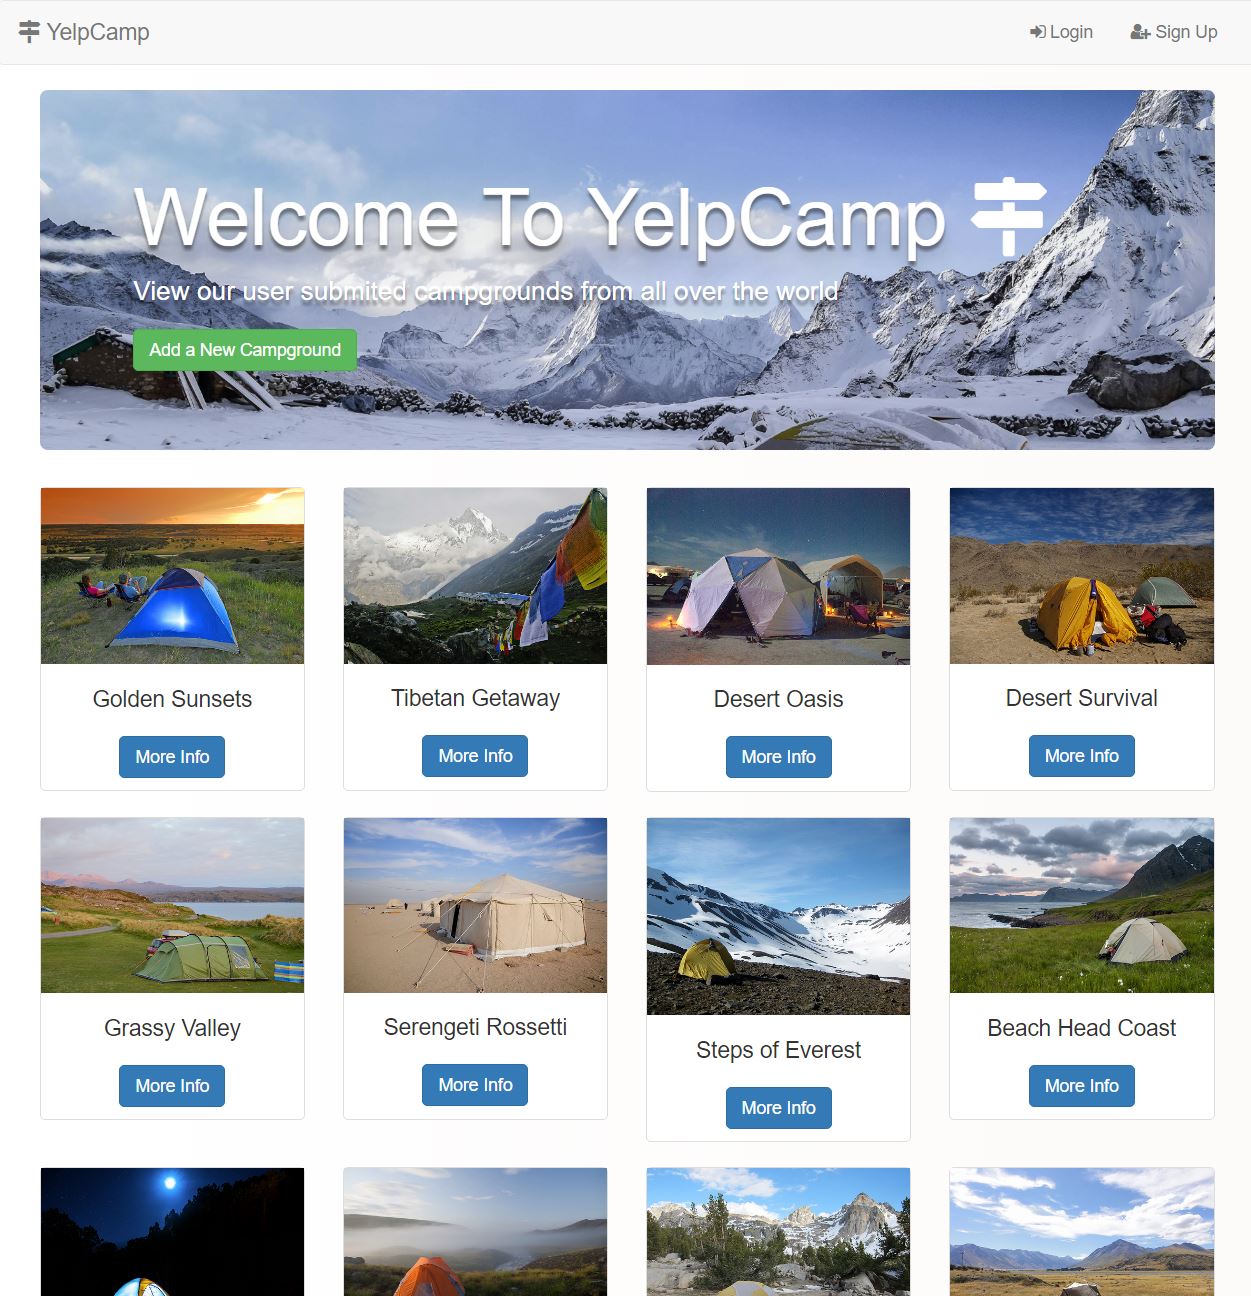 YelpCamp
Login
Sign Up
Welcome To YelpCamp
View our user submited campgrounds from all over the world
Add a New Campground
Golden Sunsets
More Info
Tibetan Getaway
More Info
Desert Oasis
More Info
Desert Survival
More Info
Grassy Valley
More Info
Serengeti Rossetti
More Info
Steps of Everest
More Info
Beach Head Coast
More Info